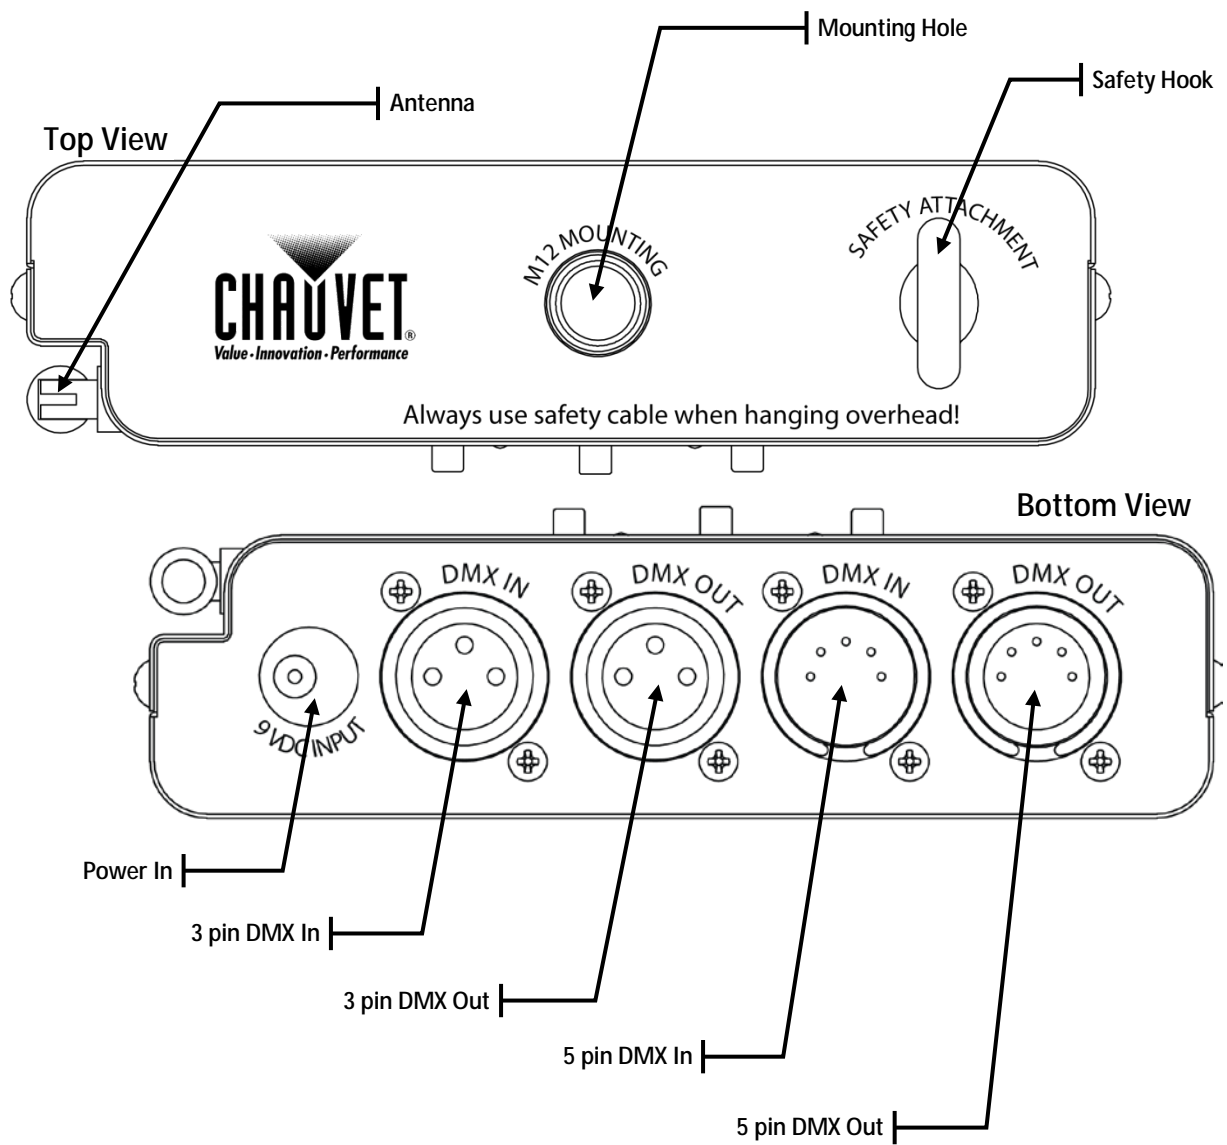 Mounting Hole
Safety Hook
Antenna
Top View
M12 MOUNTING
SAFETY ATTACHMENT
CHAUVET®
Value · Innovation · Performance
Always use safety cable when hanging overhead!
Bottom View
DMX IN
DMX OUT
DMX IN
DMX OUT
9 VDC INPUT
Power In
3 pin DMX In
3 pin DMX Out
5 pin DMX In
5 pin DMX Out